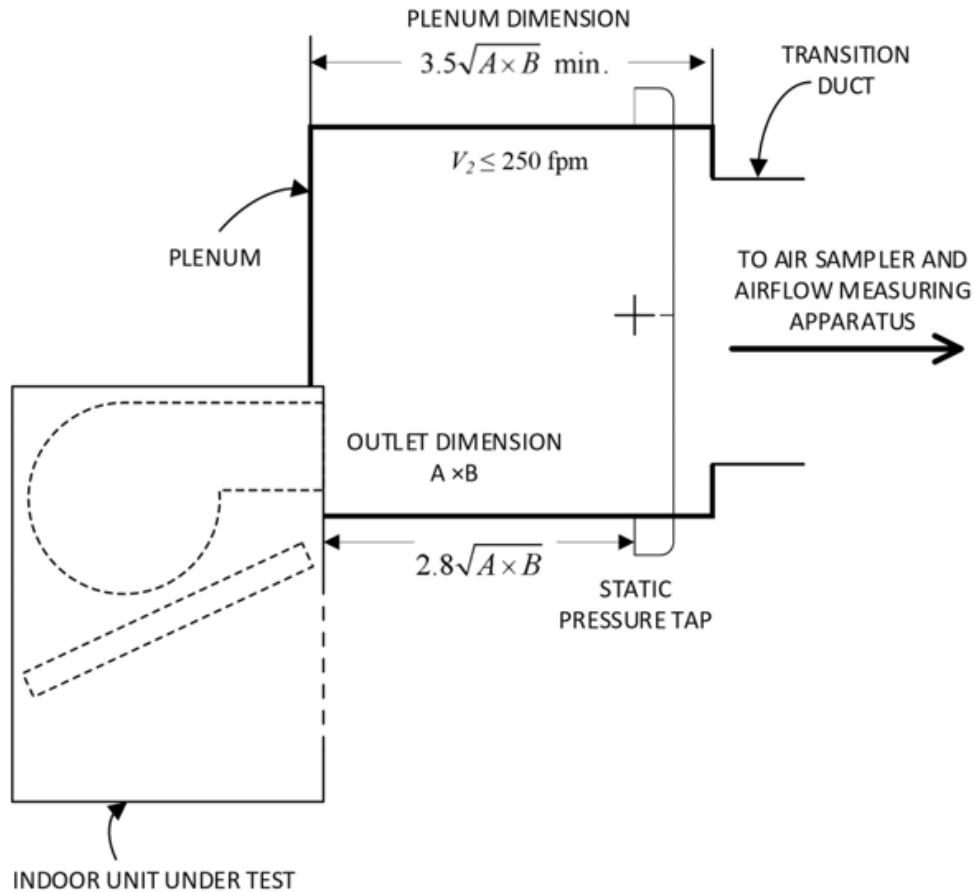 PLENUM DIMENSION
3.5√A × B min.
TRANSITION
DUCT
V₂ ≤ 250 fpm
PLENUM
TO AIR SAMPLER AND
AIRFLOW MEASURING
APPARATUS
OUTLET DIMENSION
A ×B
2.8√A × B
STATIC
PRESSURE TAP
INDOOR UNIT UNDER TEST